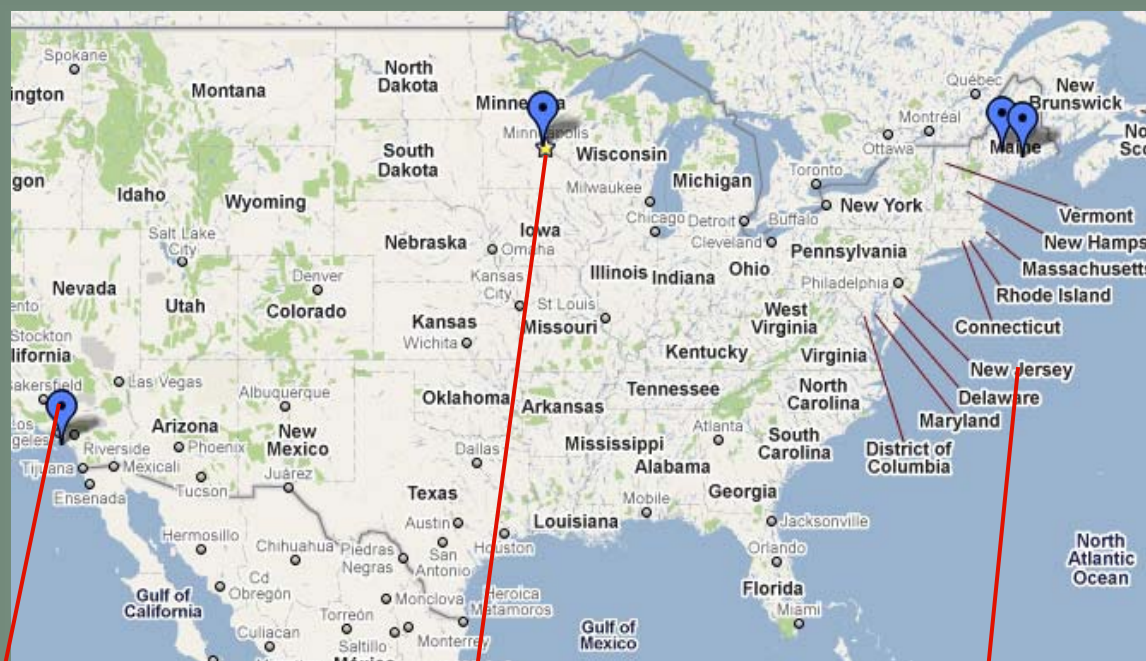 Spokane
ington
Montana
North
Dakota
Minne
a
Minneapolis
Québec
New
Brunswick
Montréal
Ottawa
Maine
No
Sco
gon
Idaho
Wyoming
South
Dakota
Wisconsin
Milwaukee
Michigan
Toronto
Buffalo
New York
Vermont
Salt Lake
City
Nebraska
Omaha
Iowa
Chicago
Detroit
Cleveland
Pennsylvania
New Hamps
Massachusetts
Nevada
Utah
Denver
Colorado
Kansas
City
Illinois
Indiana
Ohio
Philadelphia
Rhode Island
ento
Stockton
lifornia
Kansas
Wichita
St Louis
Missouri
West
Virginia
Connecticut
Kentucky
Virginia
New Jersey
Bakersfield
Las Vegas
Albuquerque
Oklahoma
Arkansas
Tennessee
North
Carolina
Delaware
Maryland
Los
geles
Riverside
Arizona
Phoenix
New
Mexico
Dallas
Mississippi
Atlanta
South
Carolina
Alabama
District of
Columbia
Tijuana
Mexicali
Ensenada
Tucson
Juárez
Texas
Georgia
Mobile
Louisiana
Jacksonville
Austin
San
Antonio
Houston
Hermosillo
Chihuahua
Piedras
Negras
Orlando
Florida
Miami
North
Atlantic
Ocean
Gulf of
California
Cd
Obregón
Monclova
Heroica
Matamoros
Gulf of
Mexico
Torreón
Culiacan
Saltillo
Monterrey
México